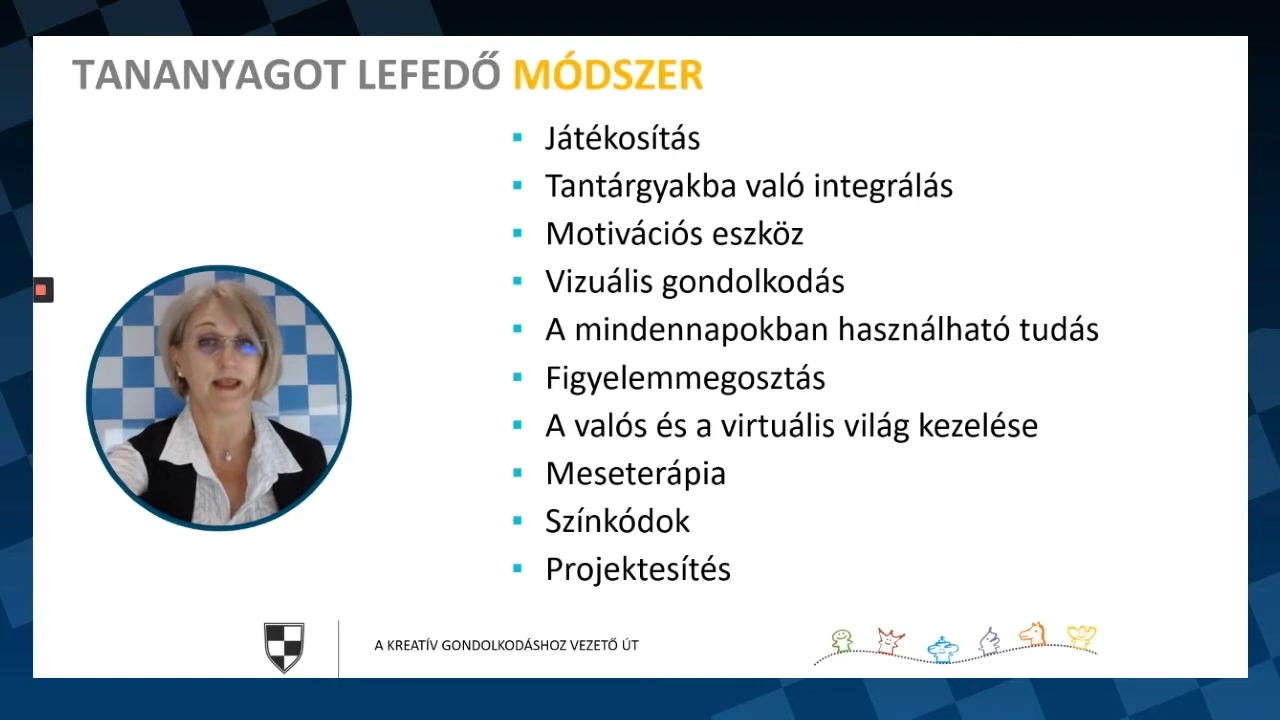 TANANYAGOT LEFEDŐ MÓDSZER
Játékosítás
Tantárgyakba való integrálás
Motivációs eszköz
Vizuális gondolkodás
A mindennapokban használható tudás
Figyelemmegosztás
A valós és a virtuális világ kezelése
Meseterápia
Színkódok
Projektesítés
A KREATÍV GONDOLKODÁSHOZ VEZETŐ ÚT